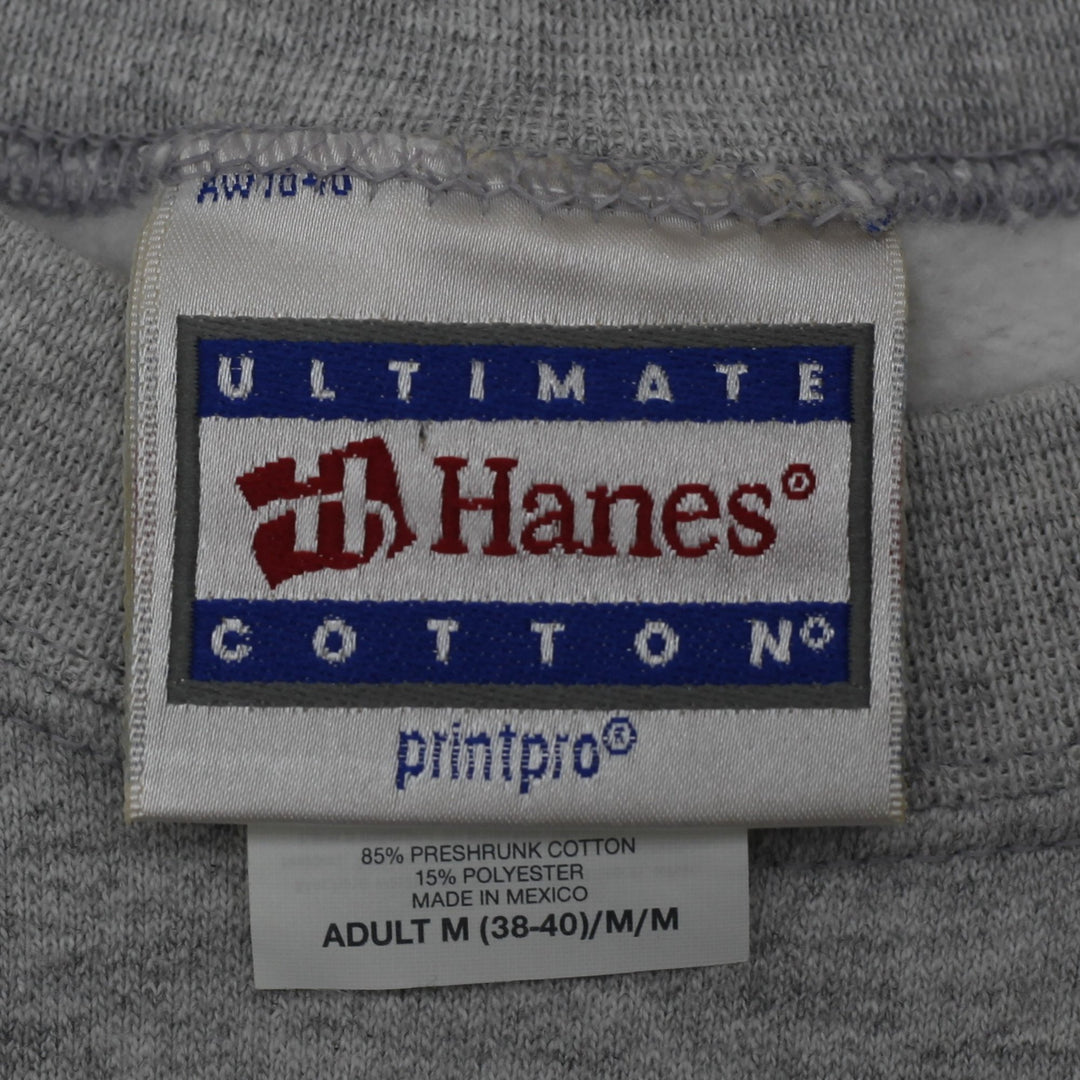 ULTIMATE
Hanes®
COTTON®
printpro®
85% PRESHRUNK COTTON
15% POLYESTER
MADE IN MEXICO
ADULT M (38-40)/M/M